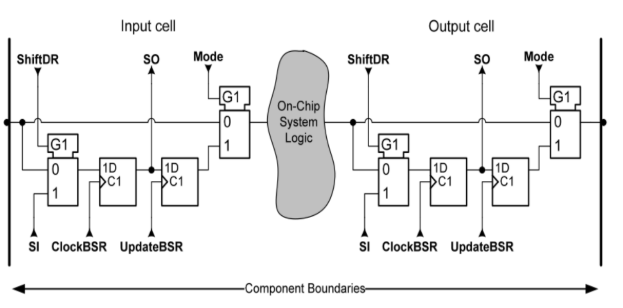 Input cell
Output cell
ShiftDR SO Mode
ShiftDR SO Mode
G1
0
1
G1
0
1
1D
C1
1D
C1
SI ClockBSR UpdateBSR
On-Chip
System
Logic
G1
0
1
G1
0
1
1D
C1
1D
C1
SI ClockBSR UpdateBSR
Component Boundaries